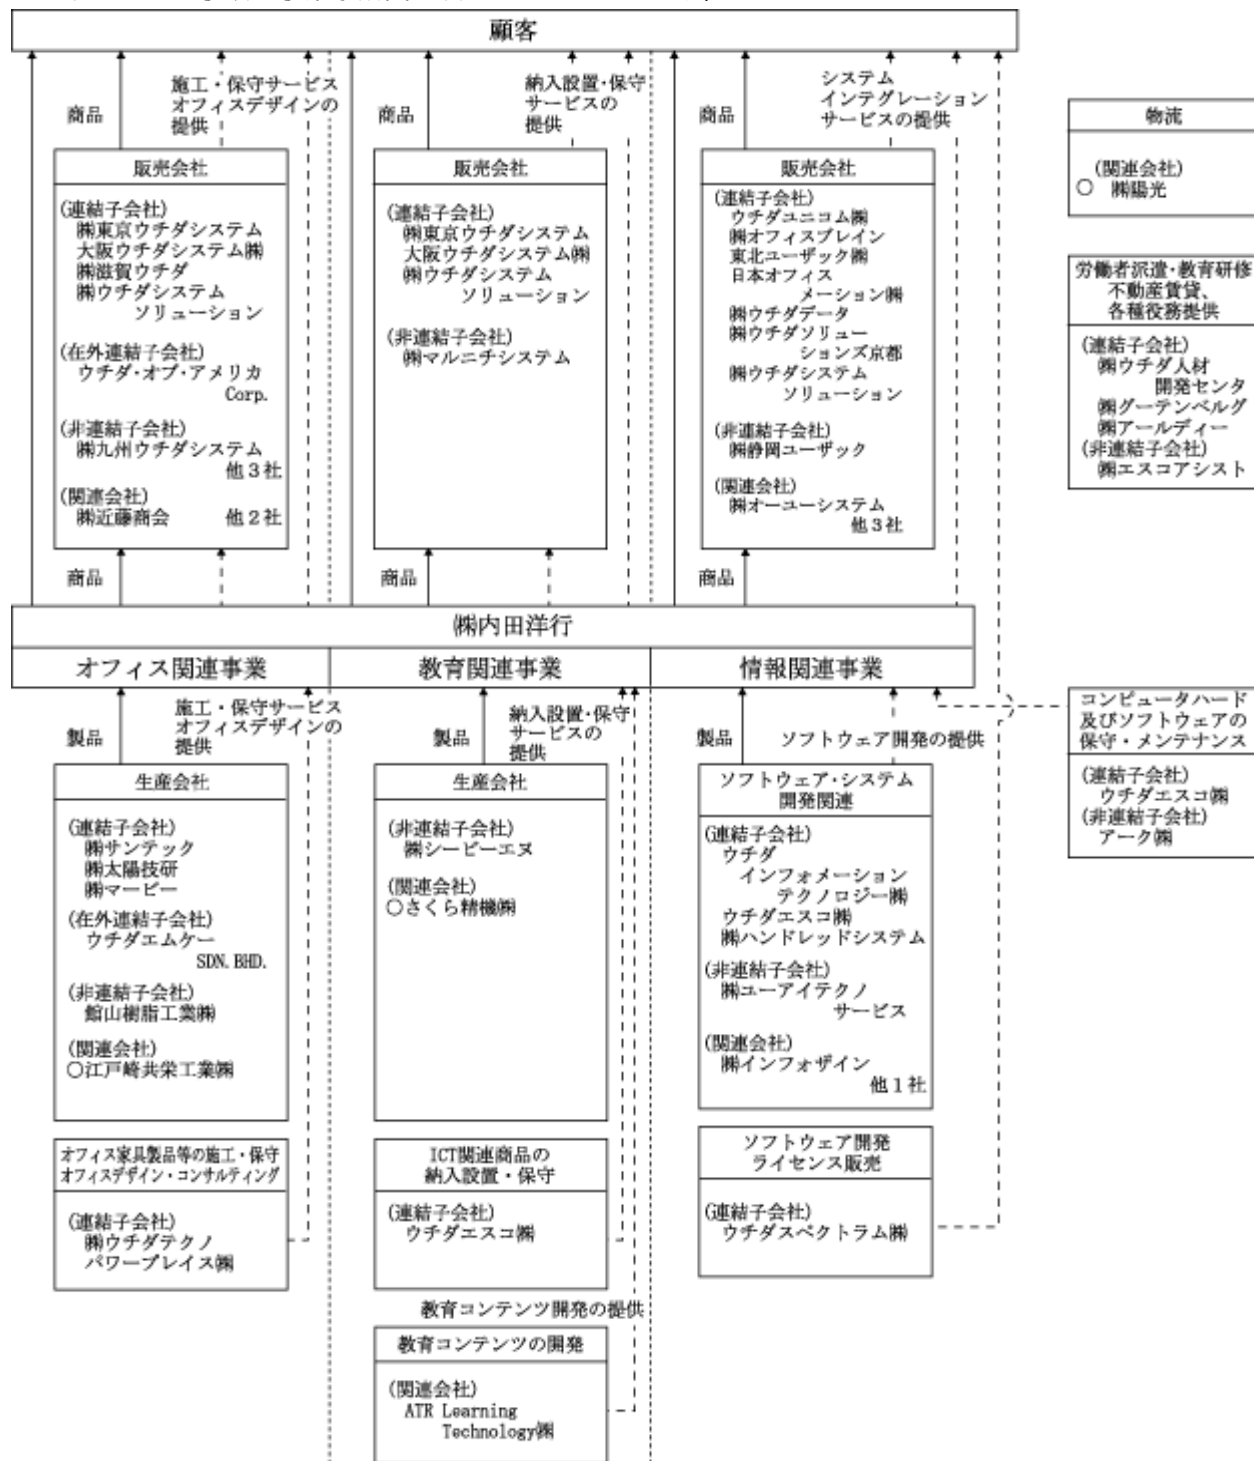 顧客
商品
施工・保守サービス
オフィスデザインの
提供
商品
納入設置・保守
サービスの
提供
商品
システム
インテグレーション
サービスの提供
販売会社
(連結子会社)
㈱東京ウチダシステム
大阪ウチダシステム㈱
㈱滋賀ウチダ
㈱ウチダシステム
ソリューション
(在外連結子会社)
ウチダ・オブ・アメリカ
Corp.
(非連結子会社)
㈱九州ウチダシステム
他３社
(関連会社)
㈱近藤商会 他２社
販売会社
(連結子会社)
㈱東京ウチダシステム
大阪ウチダシステム㈱
㈱ウチダシステム
ソリューション
(非連結子会社)
㈱マルニチシステム
販売会社
(連結子会社)
ウチダユニコム㈱
㈱オフィスブレイン
東北ユーザック㈱
日本オフィス
メーション㈱
㈱ウチダデータ
㈱ウチダソリュー
ションズ京都
㈱ウチダシステム
ソリューション
(非連結子会社)
㈱静岡ユーザック
(関連会社)
㈱オーユーシステム
他３社
物流
(関連会社)
○ ㈱陽光
労働者派遣・教育研修
不動産賃貸、
各種役務提供
(連結子会社)
㈱ウチダ人材
開発センタ
㈱グーテンベルグ
㈱アールディー
(非連結子会社)
㈱エスコアシスト
商品
商品
商品
㈱内田洋行
オフィス関連事業
教育関連事業
情報関連事業
製品
施工・保守サービス
オフィスデザインの
提供
製品
納入設置・保守
サービスの
提供
製品
ソフトウェア開発の提供
コンピュータハード
及びソフトウェアの
保守・メンテナンス
(連結子会社)
ウチダエスコ㈱
(非連結子会社)
アーク㈱
生産会社
(連結子会社)
㈱サンテック
㈱太陽技研
㈱マービー
(在外連結子会社)
ウチダエムケー
SDN.BHD.
(非連結子会社)
館山樹脂工業㈱
(関連会社)
○江戸崎共栄工業㈱
生産会社
(非連結子会社)
㈱シービーエヌ
(関連会社)
○さくら精機㈱
ソフトウェア・システム
開発関連
(連結子会社)
ウチダ
インフォメーション
テクノロジー㈱
ウチダエスコ㈱
㈱ハンドレッドシステム
(非連結子会社)
㈱ユーアイテクノ
サービス
(関連会社)
㈱インフォザイン
他１社
オフィス家具製品等の施工・保守
オフィスデザイン・コンサルティング
(連結子会社)
㈱ウチダテクノ
パワープレイス㈱
ICT関連商品の
納入設置・保守
(連結子会社)
ウチダエスコ㈱
ソフトウェア開発
ライセンス販売
(連結子会社)
ウチダスペクトラム㈱
教育コンテンツ開発の提供
教育コンテンツの開発
(関連会社)
ATR Learning
Technology㈱